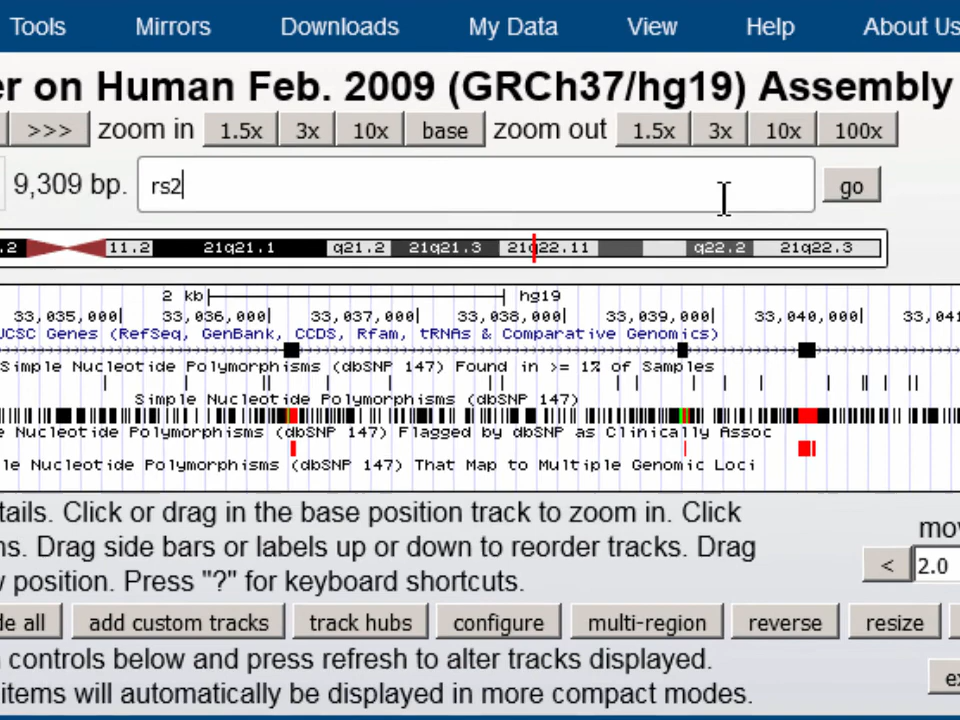 Tools Mirrors Downloads My Data View Help About Us
er on Human Feb. 2009 (GRCh37/hg19) Assembly
>>> zoom in 1.5x 3x 10x base zoom out 1.5x 3x 10x 100x
9,309 bp. rs2 go
.2 11.2 21q21.1 q21.2 21q21.3 21q22.11 q22.2 21q22.3
2 kb hg19
33,035,000| 33,036,000| 33,037,000| 33,038,000| 33,039,000| 33,040,000| 33,041
UCSC Genes (RefSeq, GenBank, CCDS, Rfam, tRNAs & Comparative Genomics)
Simple Nucleotide Polymorphisms (dbSNP 147) Found in >= 1% of Samples
Simple Nucleotide Polymorphisms (dbSNP 147)
e Nucleotide Polymorphisms (dbSNP 147) Flagged by dbSNP as Clinically Assoc
le Nucleotide Polymorphisms (dbSNP 147) That Map to Multiple Genomic Loci
tails. Click or drag in the base position track to zoom in. Click
ns. Drag side bars or labels up or down to reorder tracks. Drag
w position. Press "?" for keyboard shortcuts.
mov
< 2.0
de all add custom tracks track hubs configure multi-region reverse resize
controls below and press refresh to alter tracks displayed.
items will automatically be displayed in more compact modes.
ex